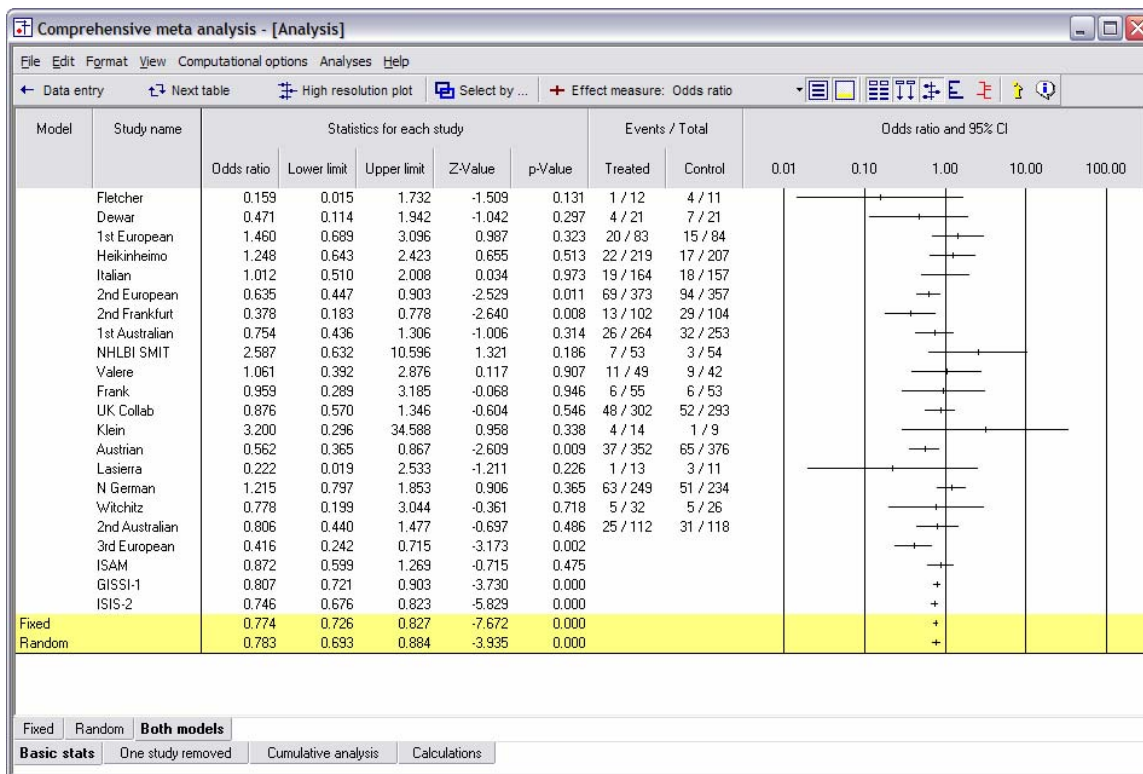 Comprehensive meta analysis - [Analysis]
File Edit Format View Computational options Analyses Help
Data entry Next table High resolution plot Select by ... Effect measure: Odds ratio
Model Study name Statistics for each study Events / Total Odds ratio and 95% CI
Odds ratio Lower limit Upper limit Z-Value p-Value Treated Control 0.01 0.10 1.00 10.00 100.00
Fletcher 0.159 0.015 1.732 -1.509 0.131 1 / 12 4 / 11
Dewar 0.471 0.114 1.942 -1.042 0.297 4 / 21 7 / 21
1st European 1.460 0.689 3.096 0.987 0.323 20 / 83 15 / 84
Heikinheimo 1.248 0.643 2.423 0.655 0.513 22 / 219 17 / 207
Italian 1.012 0.510 2.008 0.034 0.973 19 / 164 18 / 157
2nd European 0.635 0.447 0.903 -2.529 0.011 69 / 373 94 / 357
2nd Frankfurt 0.378 0.183 0.778 -2.640 0.008 13 / 102 29 / 104
1st Australian 0.754 0.436 1.306 -1.006 0.314 26 / 264 32 / 253
NHLBI SMIT 2.587 0.632 10.596 1.321 0.186 7 / 53 3 / 54
Valere 1.061 0.392 2.876 0.117 0.907 11 / 49 9 / 42
Frank 0.959 0.289 3.185 -0.068 0.946 6 / 55 6 / 53
UK Collab 0.876 0.570 1.346 -0.604 0.546 48 / 302 52 / 293
Klein 3.200 0.296 34.588 0.958 0.338 4 / 14 1 / 9
Austrian 0.562 0.365 0.867 -2.609 0.009 37 / 352 65 / 376
Lasierra 0.222 0.019 2.533 -1.211 0.226 1 / 13 3 / 11
N German 1.215 0.797 1.853 0.906 0.365 63 / 249 51 / 234
Witchitz 0.778 0.199 3.044 -0.361 0.718 5 / 32 5 / 26
2nd Australian 0.806 0.440 1.477 -0.697 0.486 25 / 112 31 / 118
3rd European 0.416 0.242 0.715 -3.173 0.002
ISAM 0.872 0.599 1.269 -0.715 0.475
GISSI-1 0.807 0.721 0.903 -3.730 0.000
ISIS-2 0.746 0.676 0.823 -5.829 0.000
Fixed 0.774 0.726 0.827 -7.672 0.000
Random 0.783 0.693 0.884 -3.935 0.000
Fixed Random Both models
Basic stats One study removed Cumulative analysis Calculations